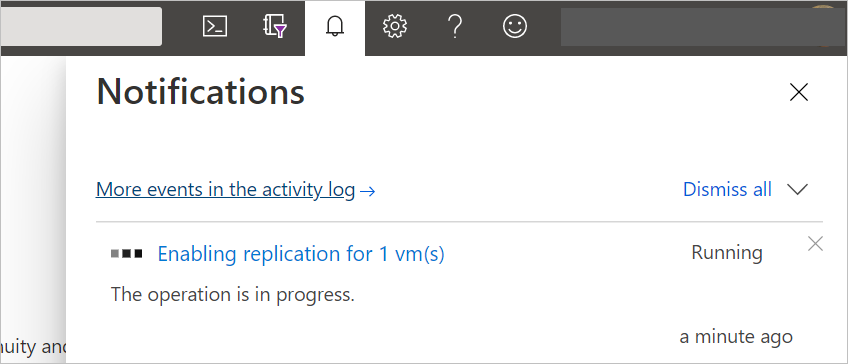 Notifications
More events in the activity log →
Dismiss all
Enabling replication for 1 vm(s)
Running
The operation is in progress.
a minute ago
nuity and